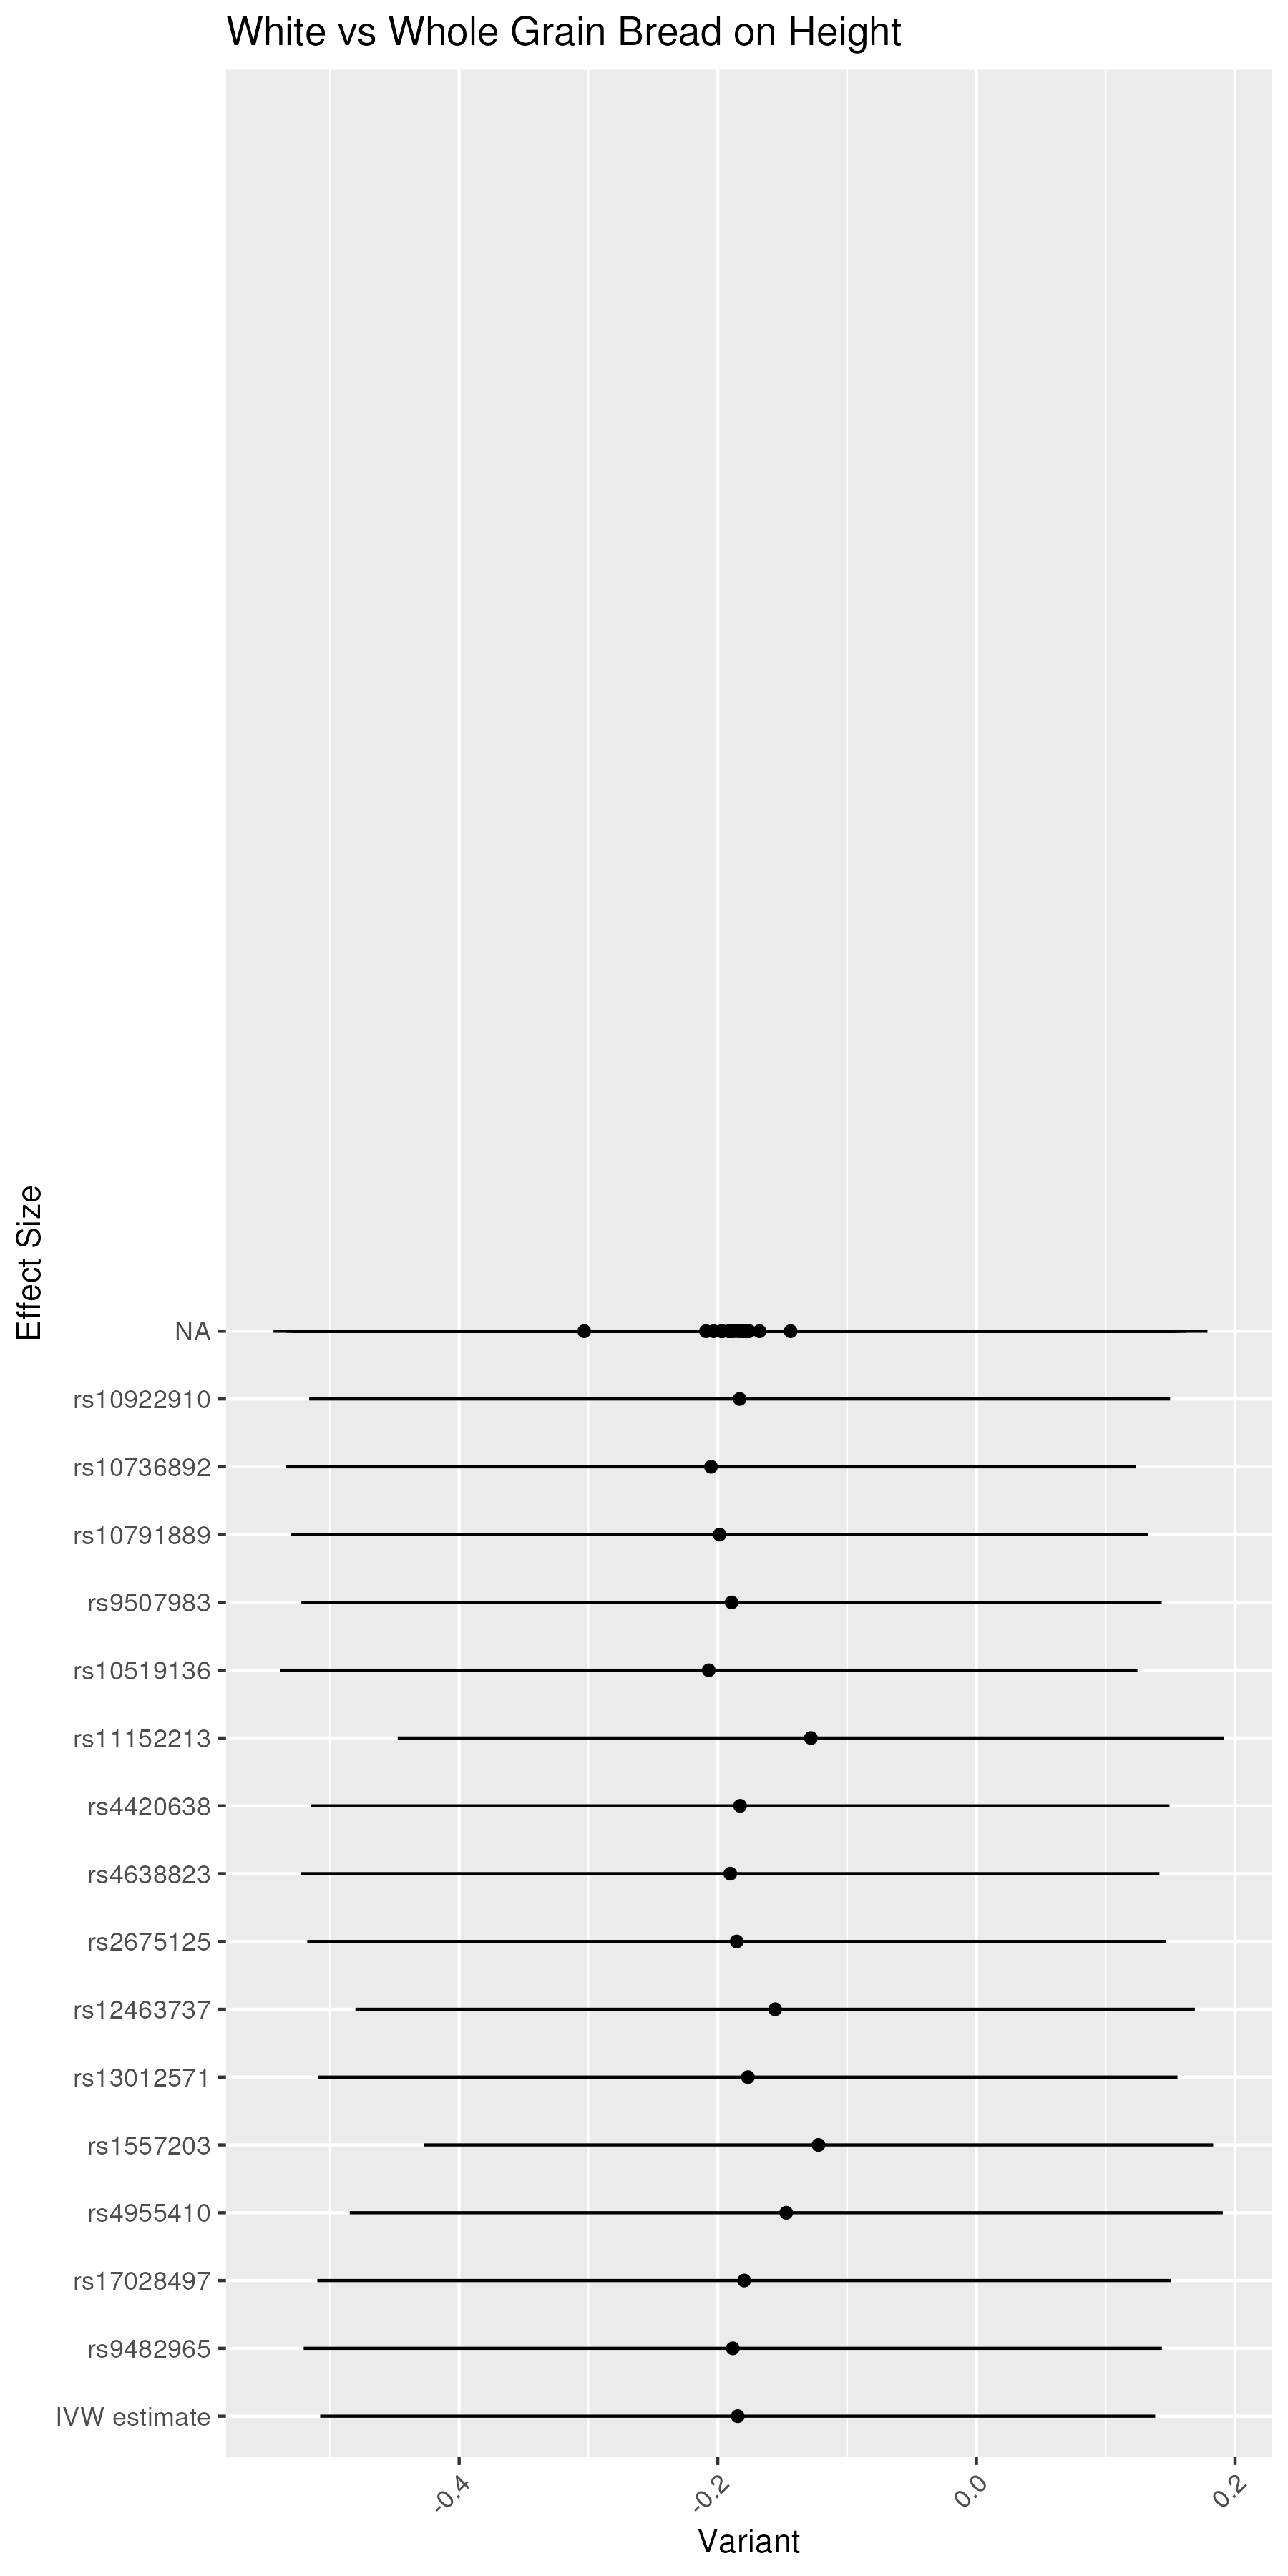 White vs Whole Grain Bread on Height
Effect Size
NA
rs10922910
rs10736892
rs10791889
rs9507983
rs10519136
rs11152213
rs4420638
rs4638823
rs2675125
rs12463737
rs13012571
rs1557203
rs4955410
rs17028497
rs9482965
IVW estimate
-0.4 -0.2 0.0 0.2
Variant